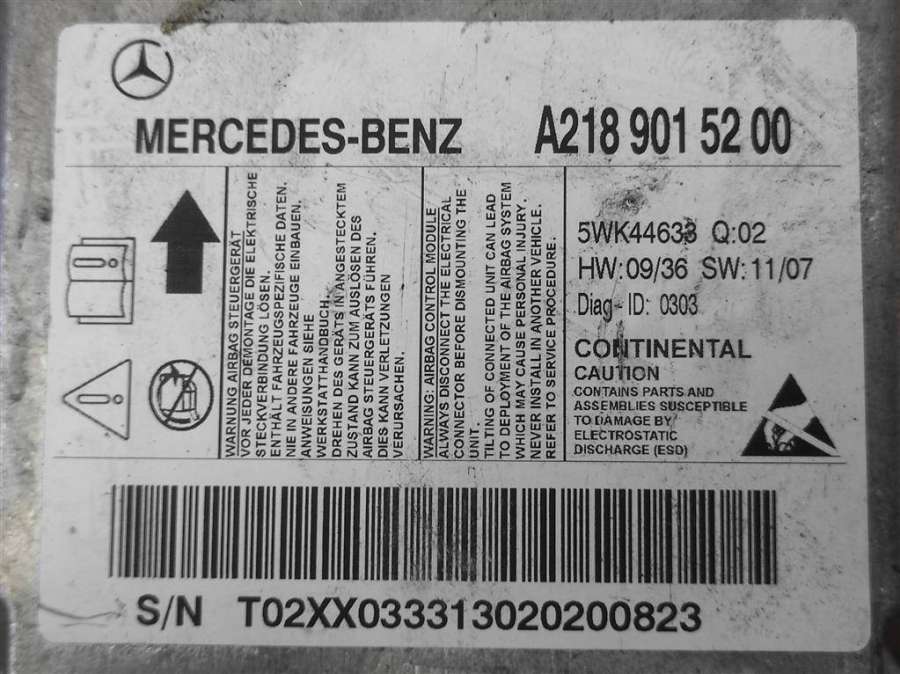 MERCEDES-BENZ
A218 901 52 00
WARNUNG AIRBAG STEUERGERÄT
VOR JEDER DEMONTAGE DIE ELEKTRISCHE
STECKVERBINDUNG LÖSEN.
ENTHÄLT FAHRZEUGSPEZIFISCHE DATEN.
NIE IN ANDERE FAHRZEUGE EINBAUEN.
ANWEISUNGEN SIEHE
WERKSTATTHANDBUCH.
DREHEN DES GERÄTS IN ANGESTECKTEM
ZUSTAND KANN ZUM AUSLÖSEN DES
AIRBAG STEUERGERÄTS FÜHREN.
DIES KANN VERLETZUNGEN
VERURSACHEN.
WARNING: AIRBAG CONTROL MODULE
ALWAYS DISCONNECT THE ELECTRICAL
CONNECTOR BEFORE DISMOUNTING THE
UNIT.
TILTING OF CONNECTED UNIT CAN LEAD
TO DEPLOYMENT OF THE AIRBAG SYSTEM
WHICH MAY CAUSE PERSONAL INJURY.
NEVER INSTALL IN ANOTHER VEHICLE.
REFER TO SERVICE PROCEDURE.
5WK44633 Q:02
HW:09/36 SW:11/07
Diag-ID: 0303
CONTINENTAL
CAUTION
CONTAINS PARTS AND
ASSEMBLIES SUSCEPTIBLE
TO DAMAGE BY
ELECTROSTATIC
DISCHARGE (ESD)
S/N T02XX033313020200823